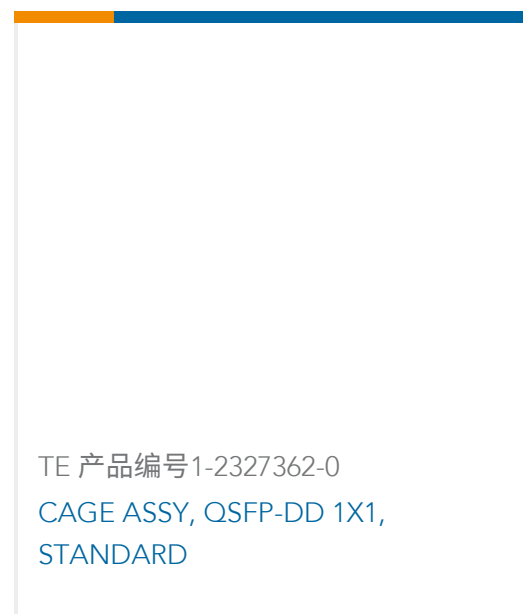 TE 产品编号1-2327362-0
CAGE ASSY, QSFP-DD 1X1,
STANDARD